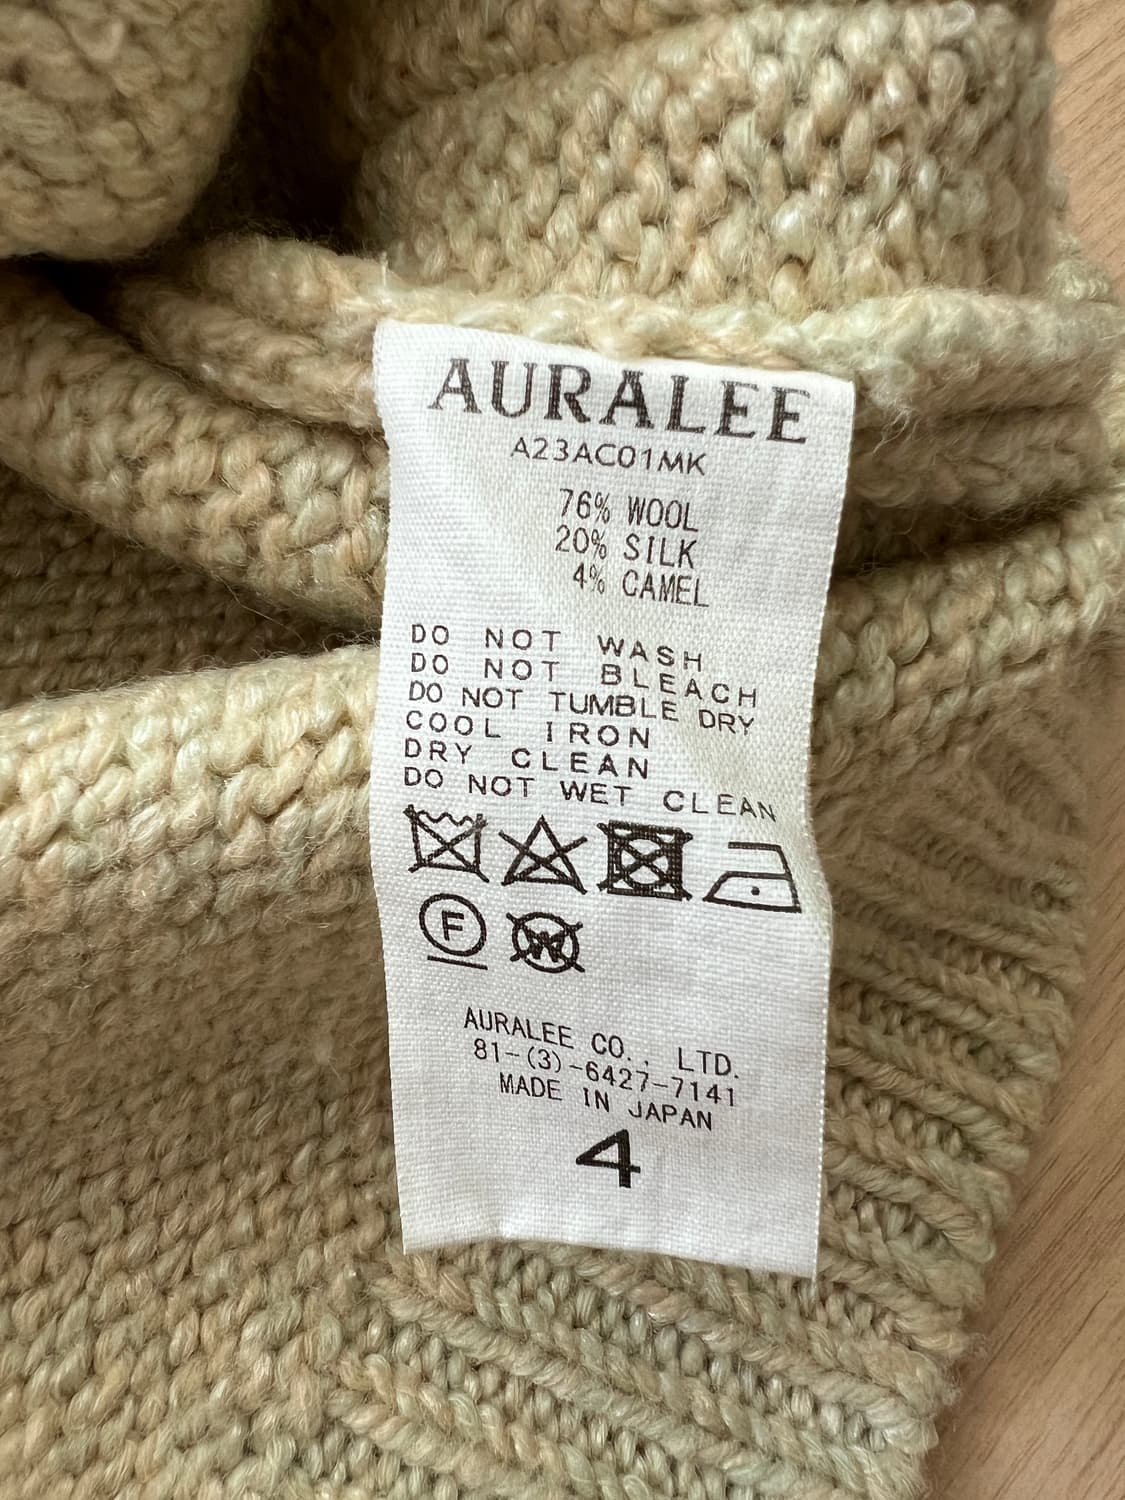 AURALEE
A23AC01MK
76% WOOL
20% SILK
4% CAMEL
DO NOT WASH
DO NOT BLEACH
DO NOT TUMBLE DRY
COOL IRON
DRY CLEAN
DO NOT WET CLEAN
F W
AURALEE CO., LTD.
81-(3)-6427-7141
MADE IN JAPAN
4